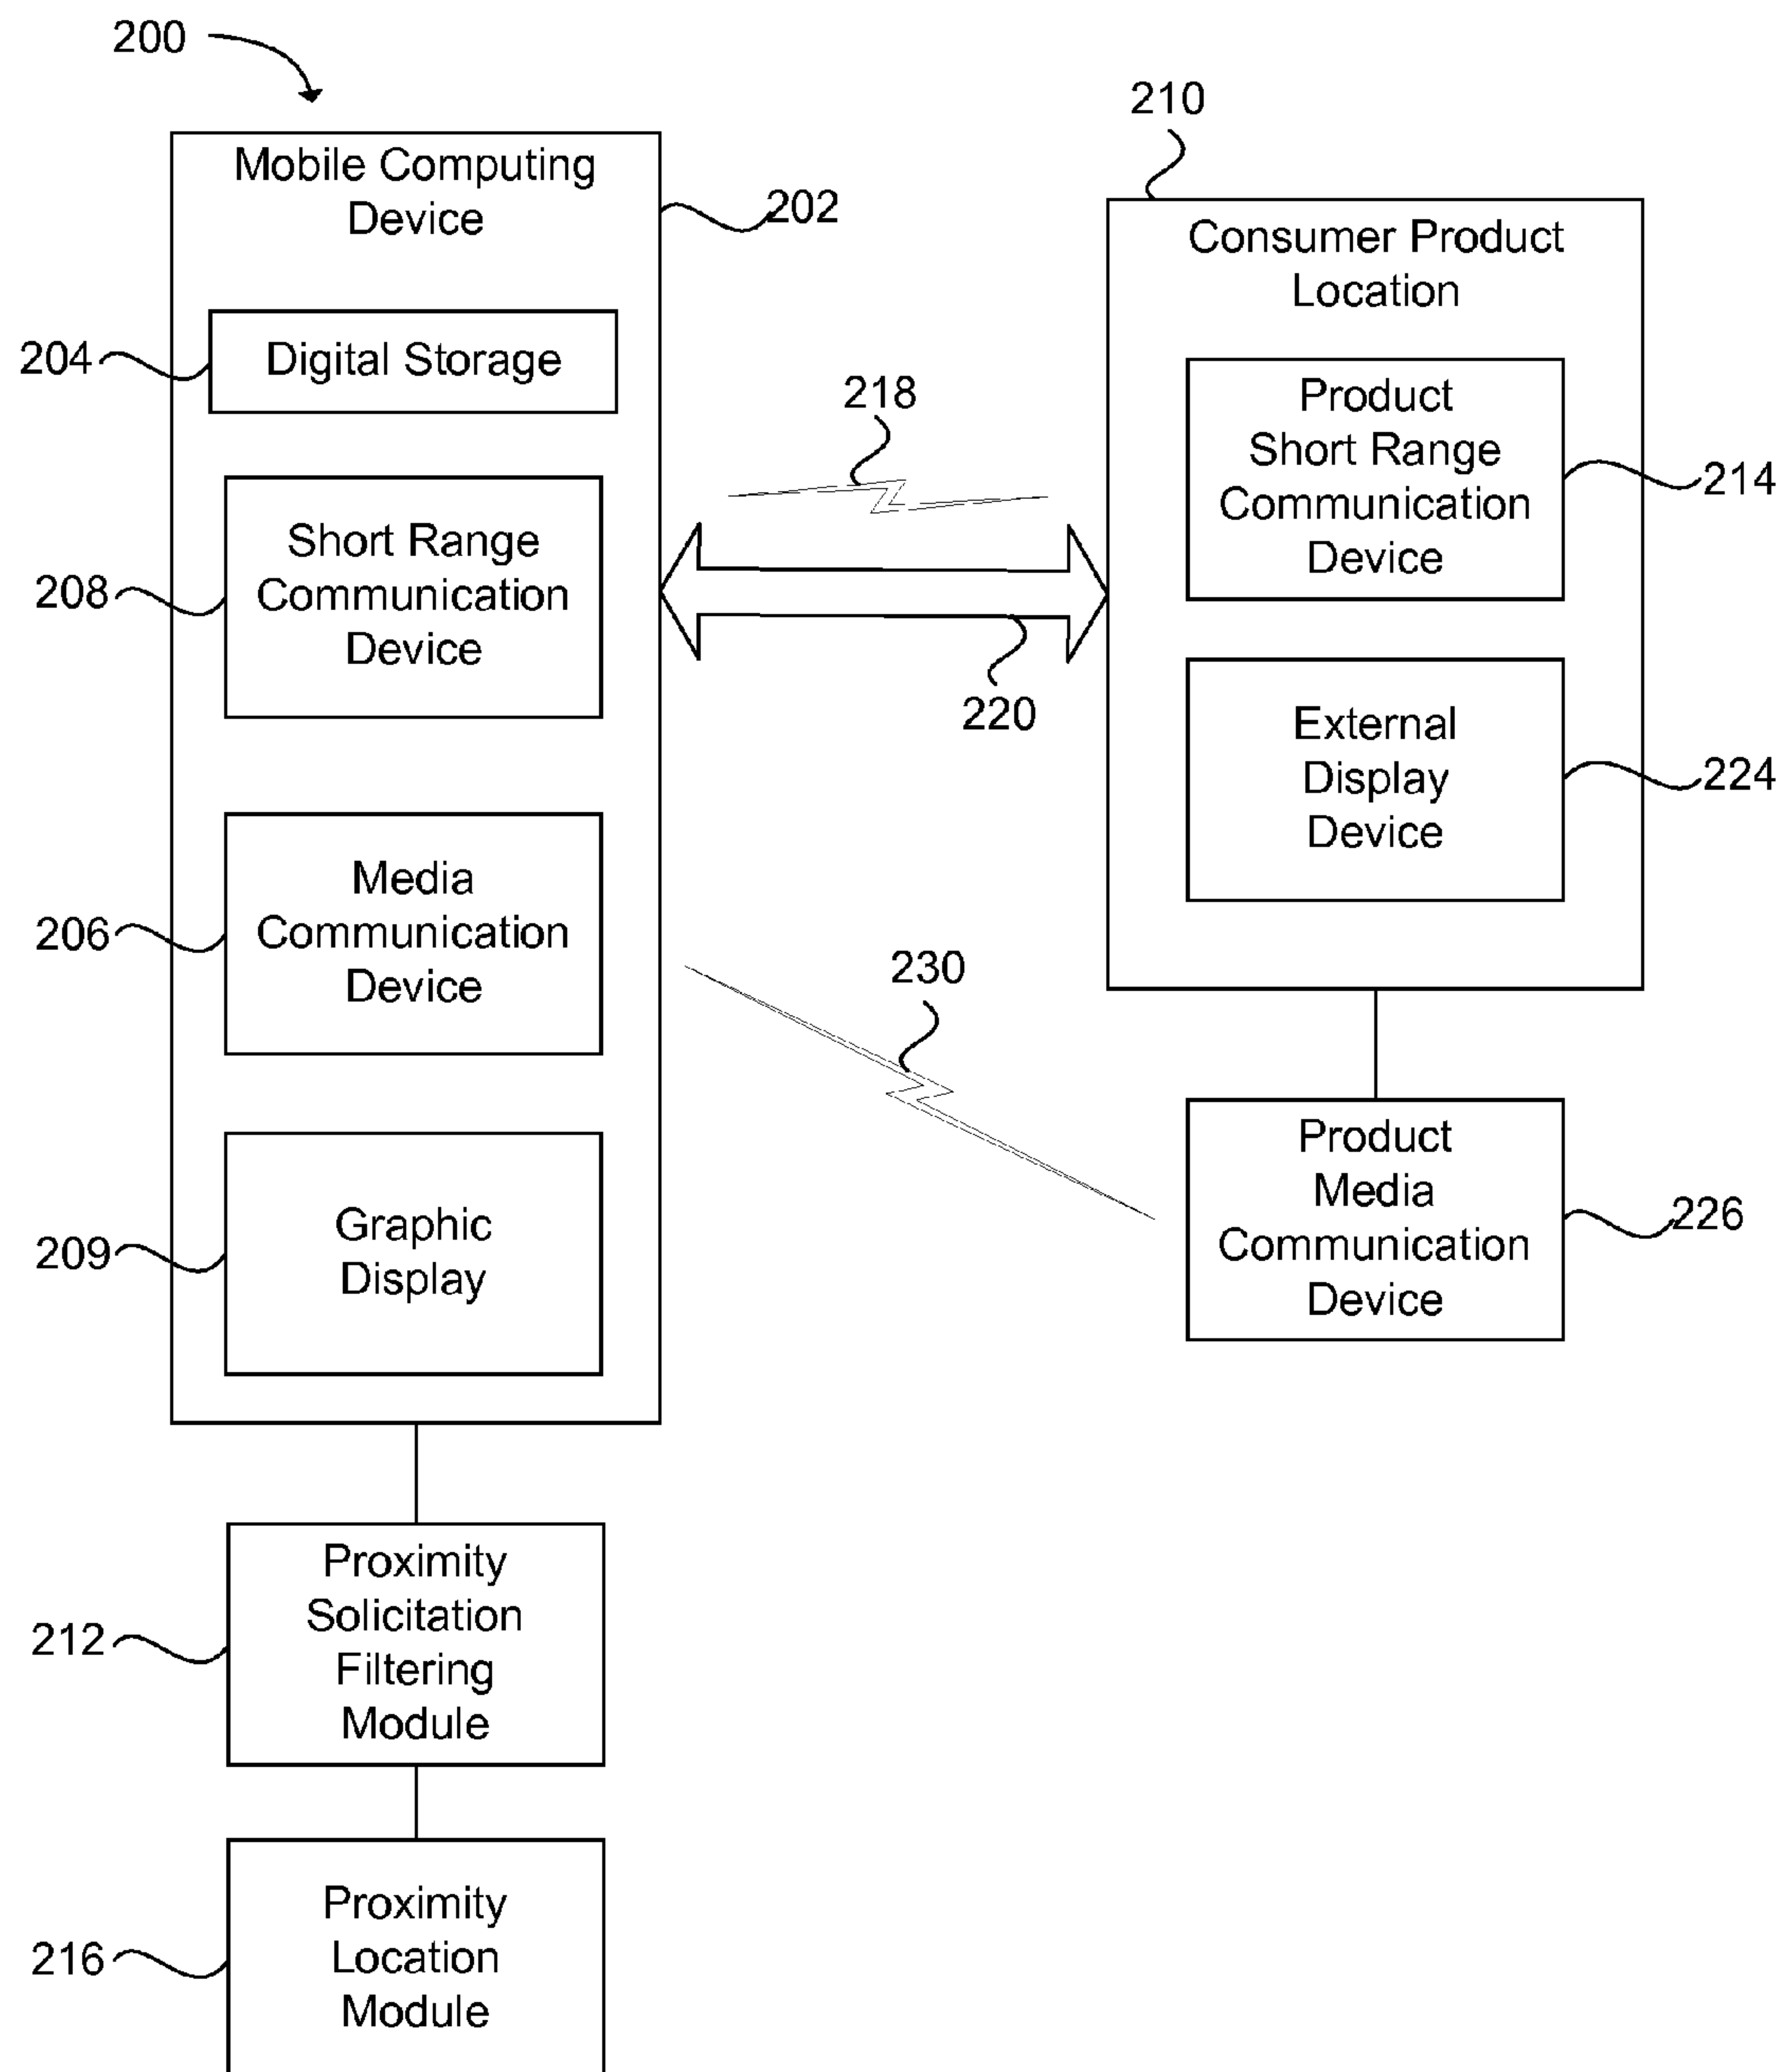 200
Mobile Computing
Device
202
204
Digital Storage
208
Short Range
Communication
Device
206
Media
Communication
Device
209
Graphic
Display
212
Proximity
Solicitation
Filtering
Module
216
Proximity
Location
Module
218
220
230
210
Consumer Product
Location
Product
Short Range
Communication
Device
214
External
Display
Device
224
Product
Media
Communication
Device
226